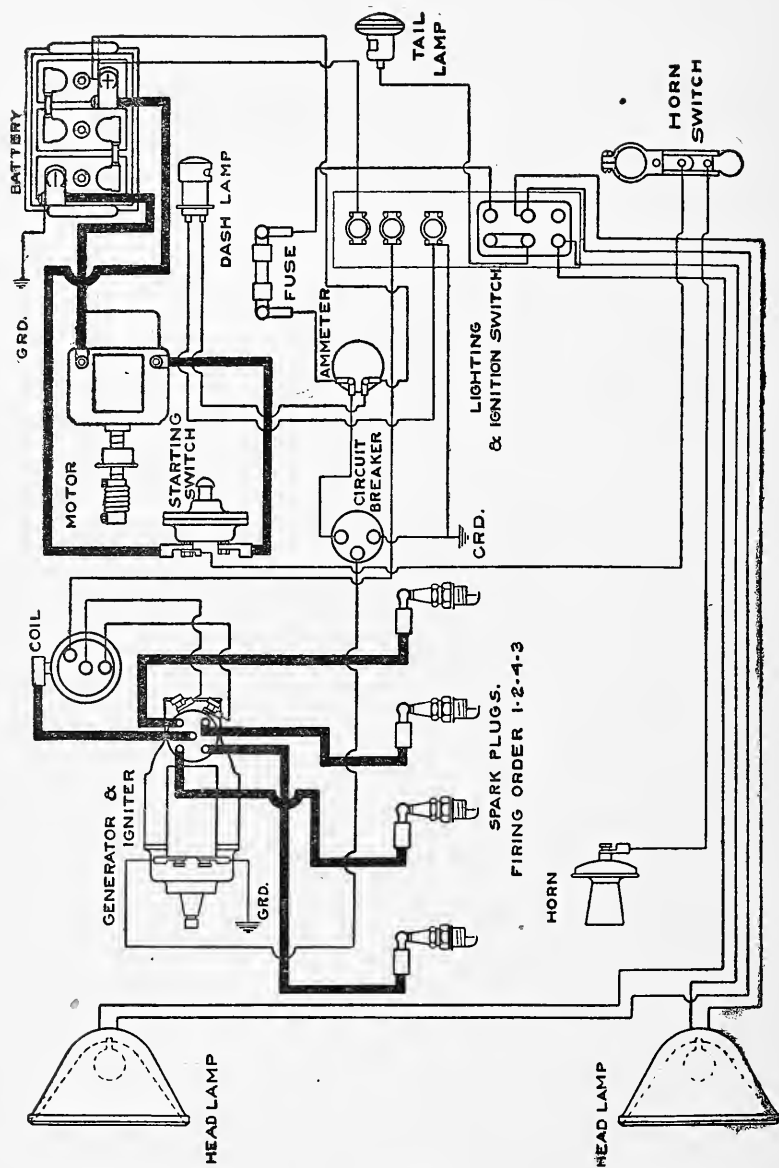 BATTERY
GRD.
MOTOR
STARTING
SWITCH
DASH LAMP
FUSE
AMMETER
CIRCUIT
BREAKER
GRD.
TAIL
LAMP
LIGHTING
& IGNITION SWITCH
HORN
SWITCH
COIL
GENERATOR &
IGNITER
GRD.
SPARK PLUGS.
FIRING ORDER 1-2-4-3
HORN
HEAD LAMP
HEAD LAMP